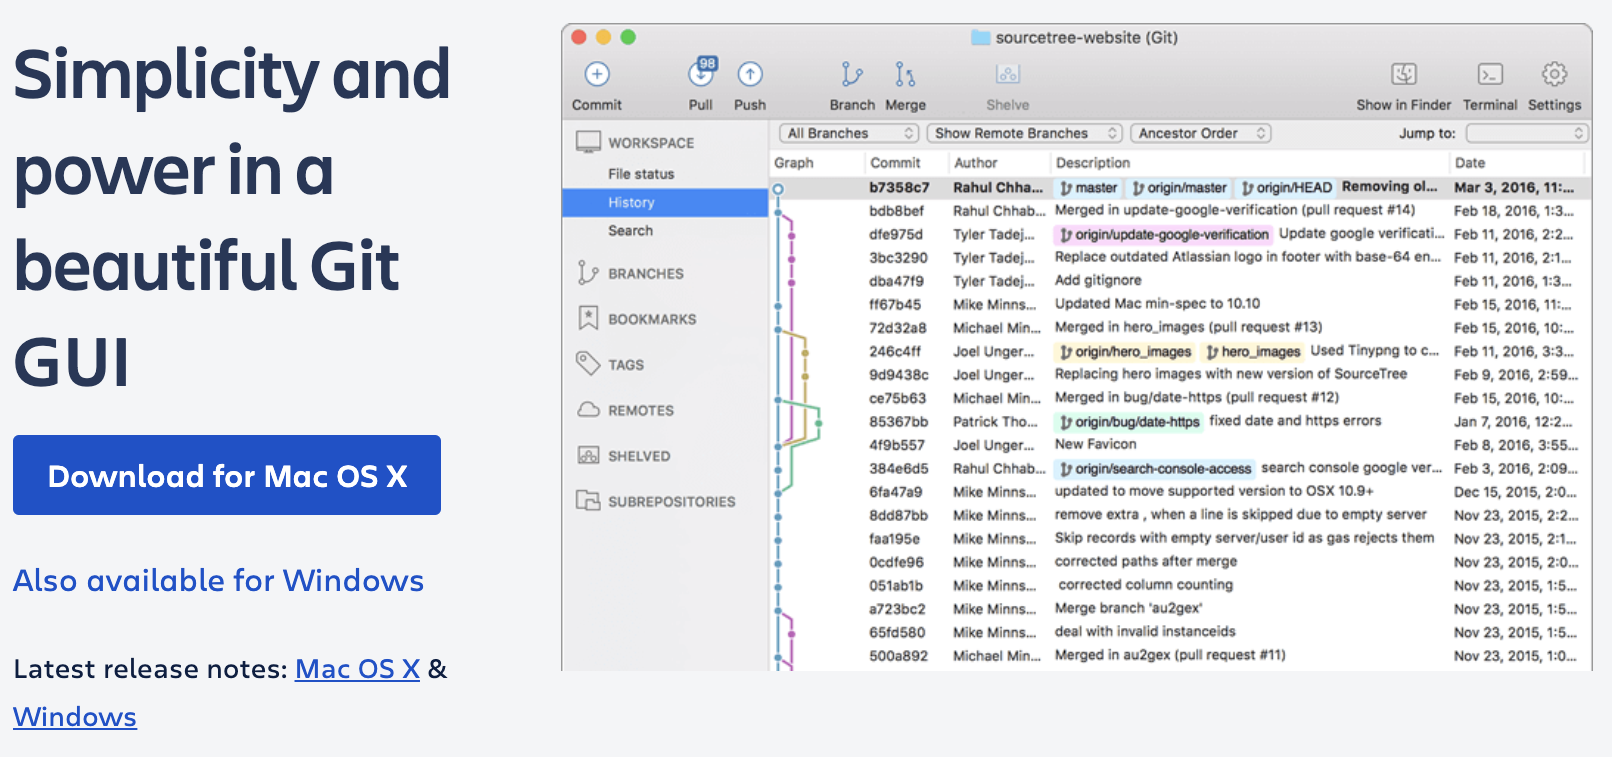 Simplicity and
power in a
beautiful Git
GUI
Download for Mac OS X
Also available for Windows
Latest release notes: Mac OS X &
Windows
sourcetree-website (Git)
98
Commit Pull Push Branch Merge Shelve Show in Finder Terminal Settings
WORKSPACE
File status
History
Search
BRANCHES
BOOKMARKS
TAGS
REMOTES
SHELVED
SUBREPOSITORIES
All Branches Show Remote Branches Ancestor Order Jump to:
Graph Commit Author Description Date
b7358c7 Rahul Chha... master origin/master origin/HEAD Removing ol... Mar 3, 2016, 11:...
bdb8bef Rahul Chhab... Merged in update-google-verification (pull request #14) Feb 18, 2016, 1:3...
dfe975d Tyler Tadej... origin/update-google-verification Update google verificati... Feb 11, 2016, 2:2...
3bc3290 Tyler Tadej... Replace outdated Atlassian logo in footer with base-64 en... Feb 11, 2016, 2:1...
dba47f9 Tyler Tadej... Add gitignore Feb 11, 2016, 1:3...
ff67b45 Mike Minns... Updated Mac min-spec to 10.10 Feb 15, 2016, 11:...
72d32a8 Michael Min... Merged in hero_images (pull request #13) Feb 15, 2016, 10:...
246c4ff Joel Unger... origin/hero_images hero_images Used Tinypng to c... Feb 11, 2016, 3:3...
9d9438c Joel Unger... Replacing hero images with new version of SourceTree Feb 9, 2016, 2:59...
ce75b63 Michael Min... Merged in bug/date-https (pull request #12) Feb 15, 2016, 10:...
85367bb Patrick Tho... origin/bug/date-https fixed date and https errors Jan 7, 2016, 12:2...
4f9b557 Joel Unger... New Favicon Feb 8, 2016, 3:55...
384e6d5 Rahul Chhab... origin/search-console-access search console google ver... Feb 3, 2016, 2:09...
6fa47a9 Mike Minns... updated to move supported version to OSX 10.9+ Dec 15, 2015, 2:0...
8dd87bb Mike Minns... remove extra , when a line is skipped due to empty server Nov 23, 2015, 2:2...
faa195e Mike Minns... Skip records with empty server/user id as gas rejects them Nov 23, 2015, 2:1...
0cdfe96 Mike Minns... corrected paths after merge Nov 23, 2015, 2:0...
051ab1b Mike Minns... corrected column counting Nov 23, 2015, 1:5...
a723bc2 Mike Minns... Merge branch 'au2gex' Nov 23, 2015, 1:5...
65fd580 Mike Minns... deal with invalid instanceids Nov 23, 2015, 1:5...
500a892 Michael Min... Merged in au2gex (pull request #11) Nov 23, 2015, 1:0...